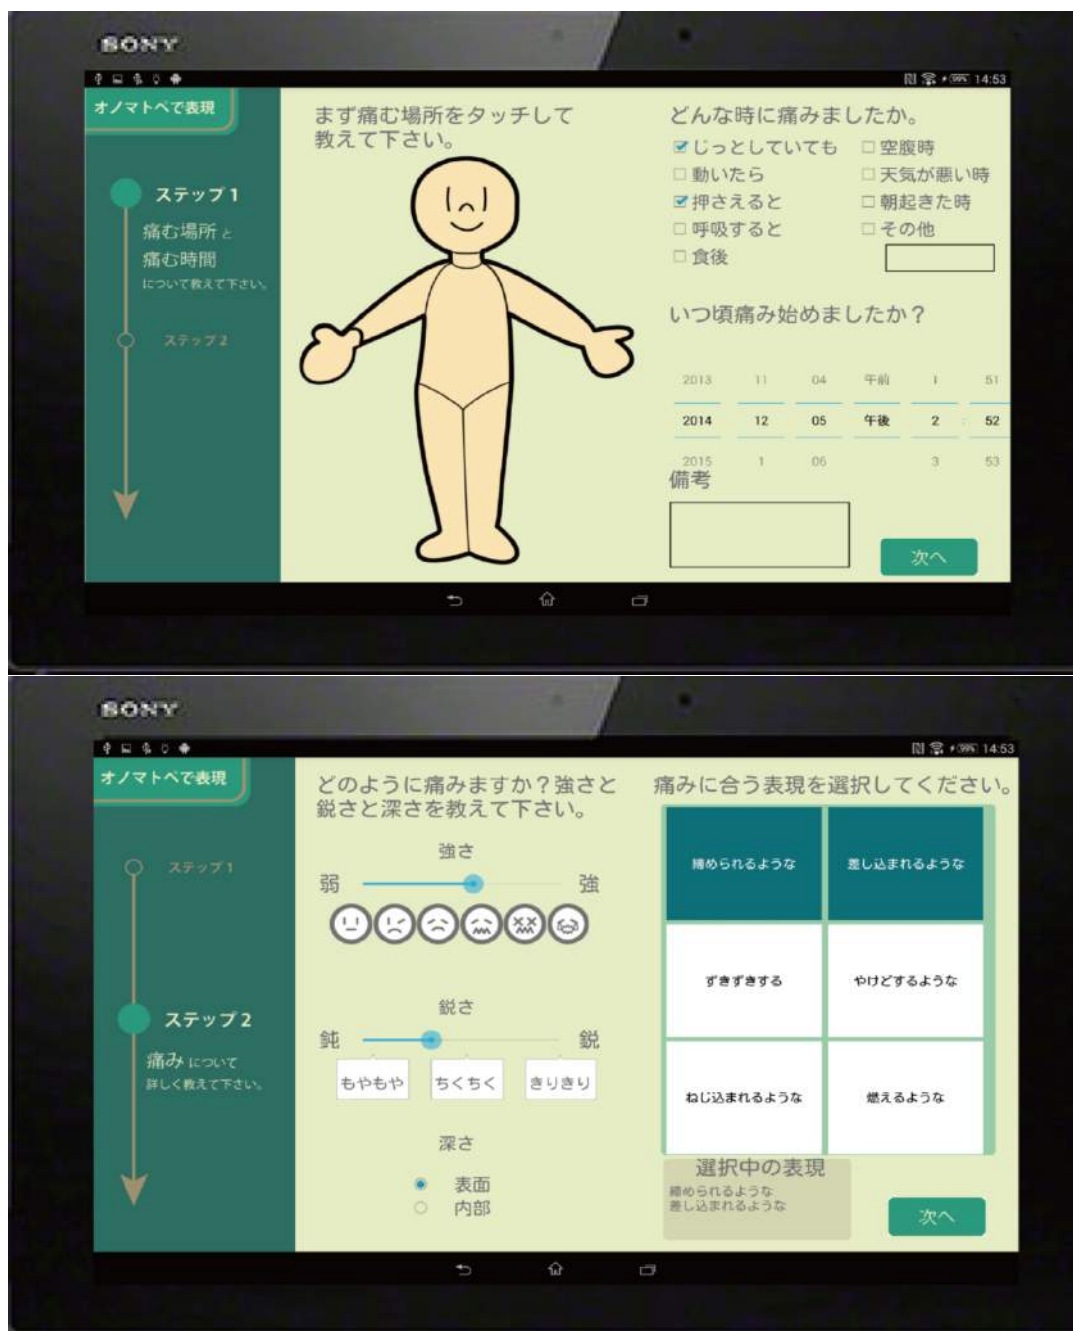 SONY
99% 14:53
オノマトペで表現
ステップ1
痛む場所と
痛む時間
について教えて下さい。
ステップ2
まず痛む場所をタッチして
教えて下さい。
どんな時に痛みましたか。
じっとしていても
動いたら
押さえると
呼吸すると
食後
空腹時
天気が悪い時
朝起きた時
その他
いつ頃痛み始めましたか?
2013 11 04 午前 1 51
2014 12 05 午後 2 : 52
2015 1 06 3 53
備考
次へ
SONY
99% 14:53
オノマトペで表現
ステップ1
ステップ2
痛みについて
詳しく教えて下さい。
どのように痛みますか?強さと
鋭さと深さを教えて下さい。
強さ
弱 強
鋭さ
鈍 鋭
もやもや ちくちく きりきり
深さ
表面
内部
痛みに合う表現を選択してください。
締められるような 差し込まれるような
ずきずきする やけどするような
ねじ込まれるような 燃えるような
選択中の表現
締められるような
差し込まれるような
次へ